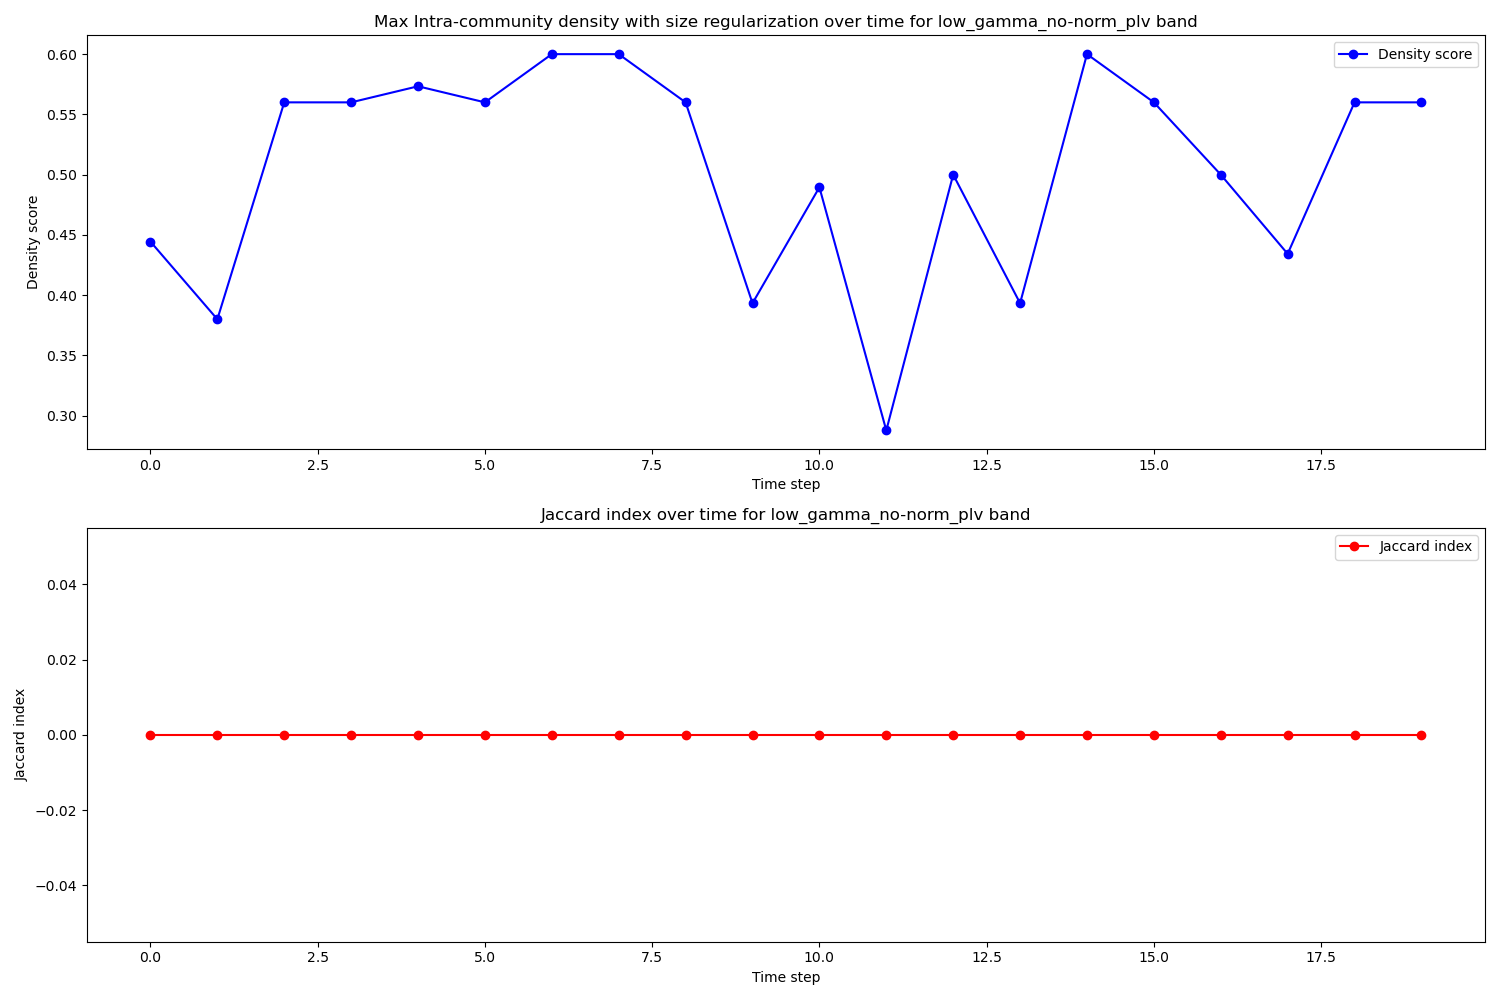 Max Intra-community density with size regularization over time for low_gamma_no-norm_plv band
Density score
0.60
0.55
0.50
0.45
0.40
0.35
0.30
Density score
0.0 2.5 5.0 7.5 10.0 12.5 15.0 17.5
Time step
Jaccard index over time for low_gamma_no-norm_plv band
Jaccard index
0.04
0.02
0.00
−0.02
−0.04
Jaccard index
0.0 2.5 5.0 7.5 10.0 12.5 15.0 17.5
Time step